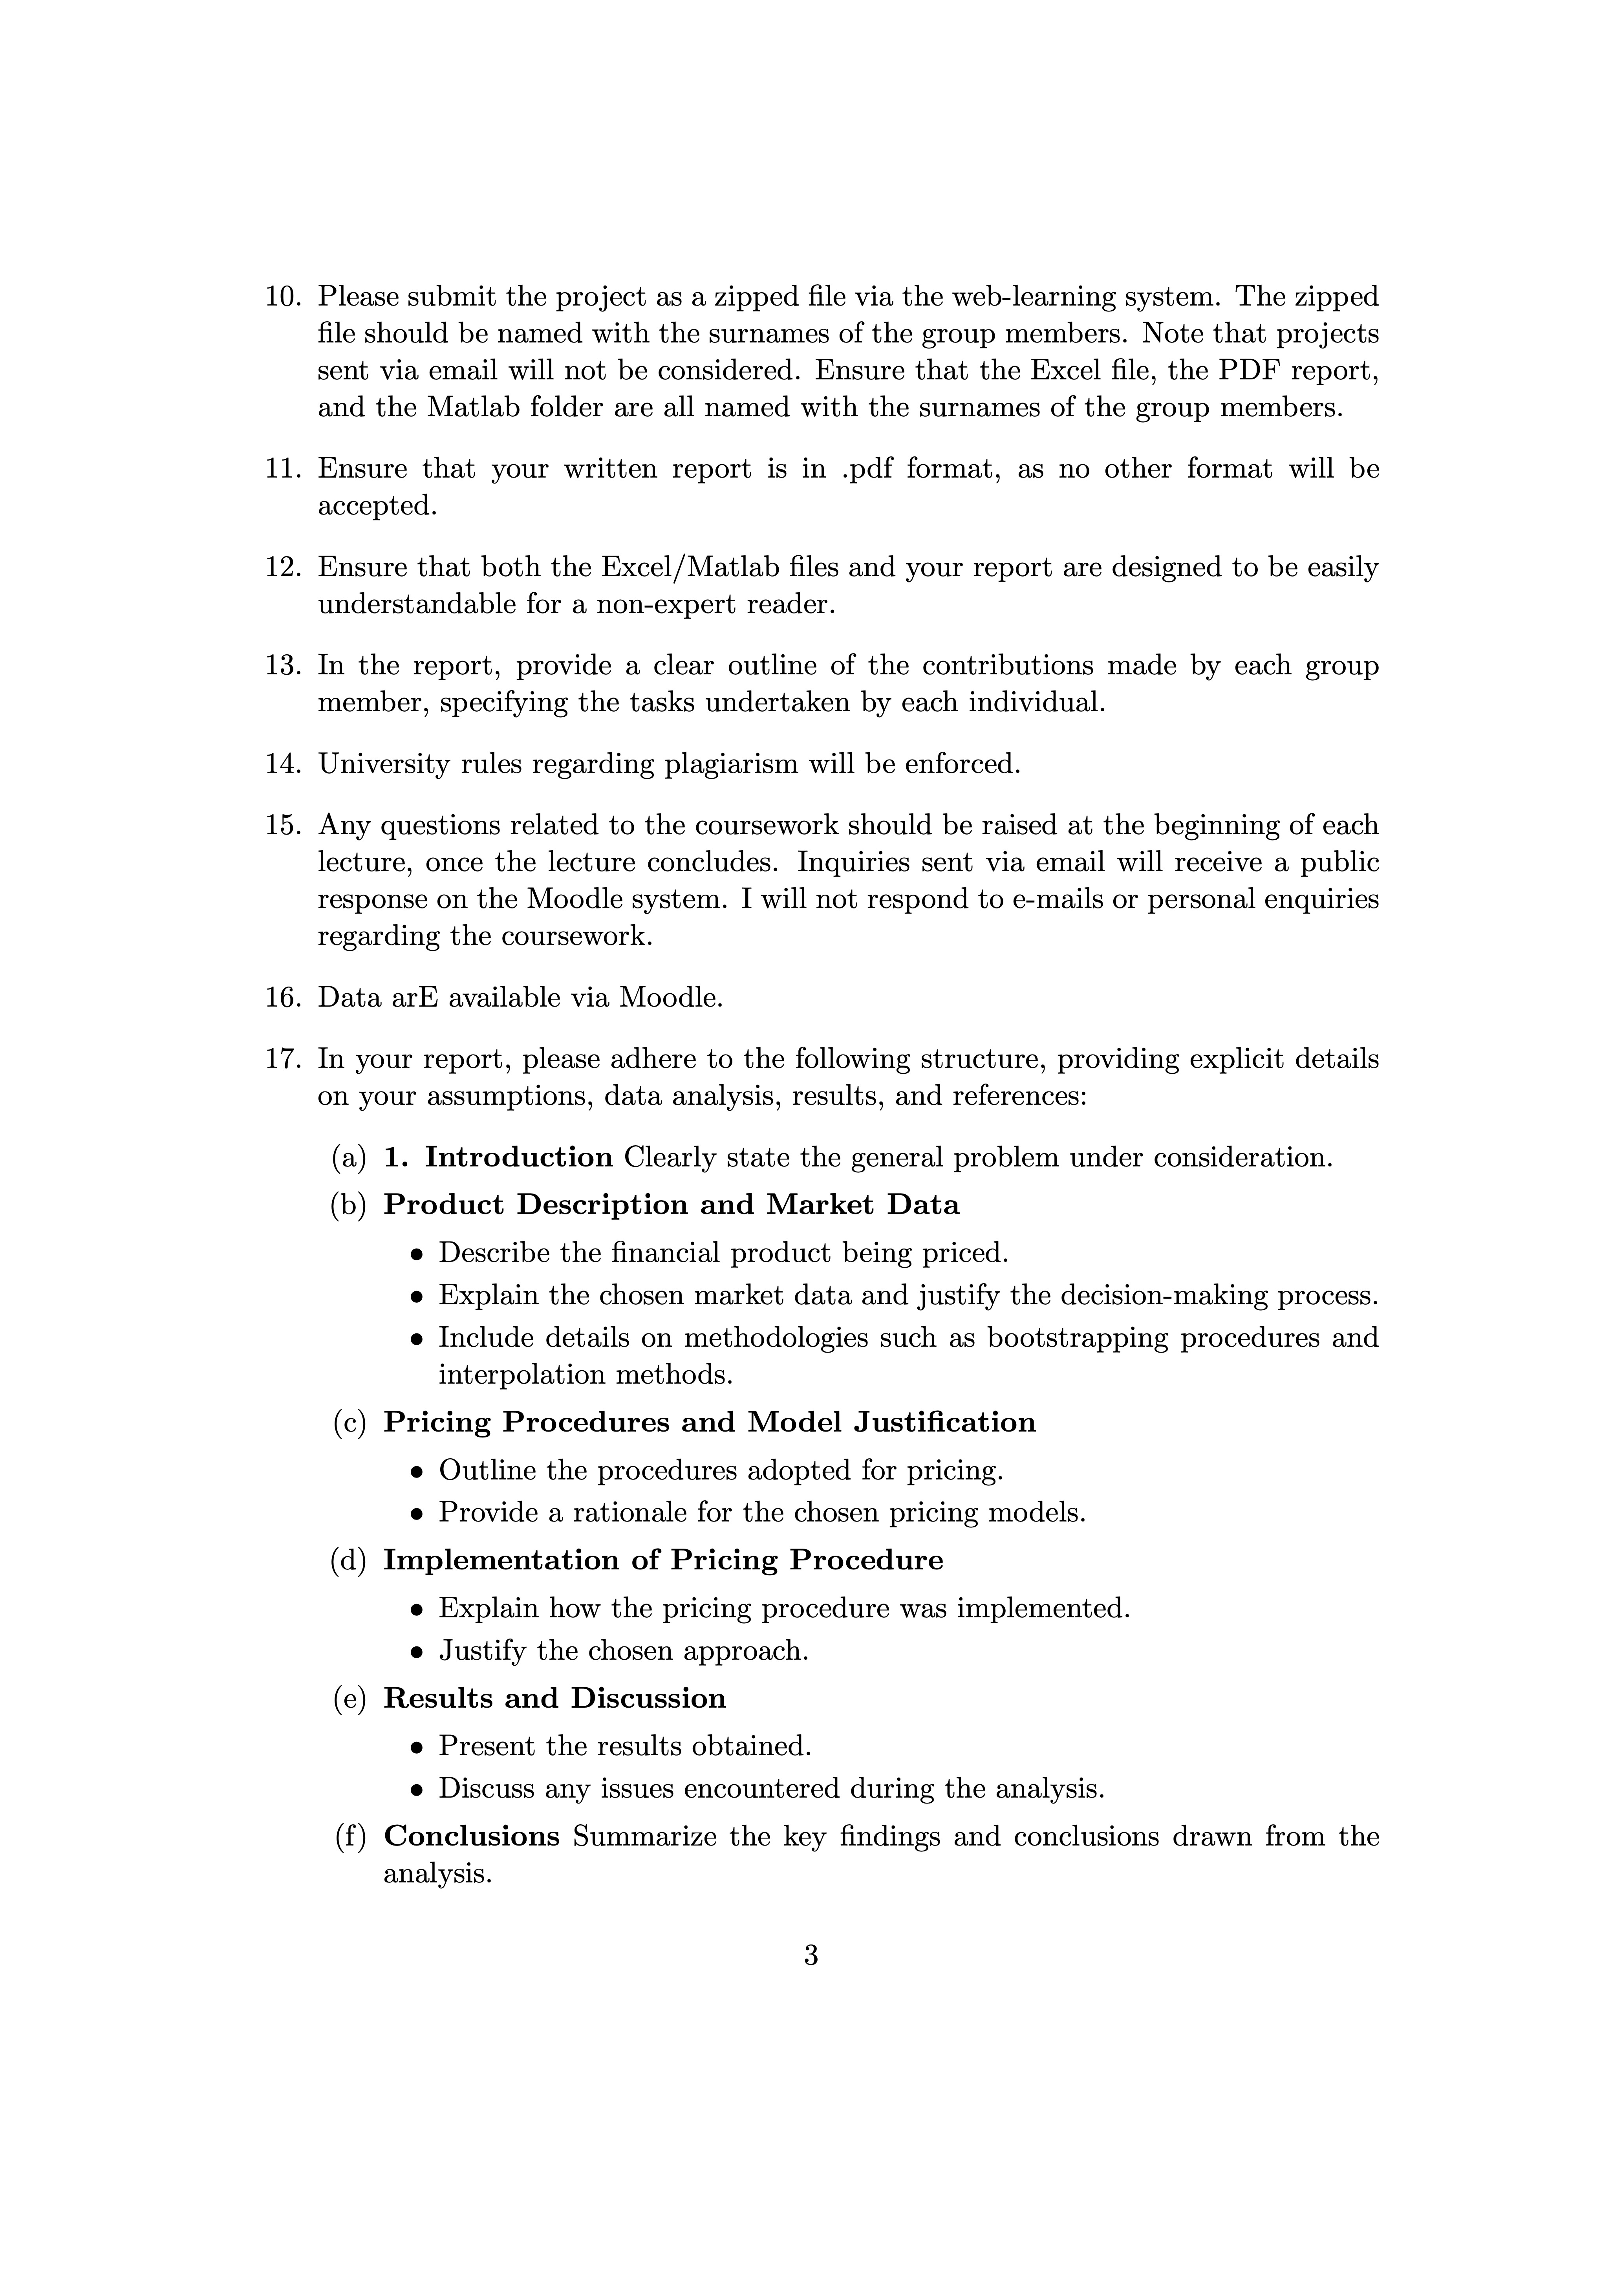 10. Please submit the project as a zipped file via the web-learning system. The zipped
file should be named with the surnames of the group members. Note that projects
sent via email will not be considered. Ensure that the Excel file, the PDF report,
and the Matlab folder are all named with the surnames of the group members.
11. Ensure that your written report is in .pdf format, as no other format will be
accepted.
12. Ensure that both the Excel/Matlab files and your report are designed to be easily
understandable for a non-expert reader.
13. In the report, provide a clear outline of the contributions made by each group
member, specifying the tasks undertaken by each individual.
14. University rules regarding plagiarism will be enforced.
15. Any questions related to the coursework should be raised at the beginning of each
lecture, once the lecture concludes. Inquiries sent via email will receive a public
response on the Moodle system. I will not respond to e-mails or personal enquiries
regarding the coursework.
16. Data arE available via Moodle.
17. In your report, please adhere to the following structure, providing explicit details
on your assumptions, data analysis, results, and references:
(a) 1. Introduction Clearly state the general problem under consideration.
(b) Product Description and Market Data
• Describe the financial product being priced.
• Explain the chosen market data and justify the decision-making process.
• Include details on methodologies such as bootstrapping procedures and
interpolation methods.
(c) Pricing Procedures and Model Justification
• Outline the procedures adopted for pricing.
• Provide a rationale for the chosen pricing models.
(d) Implementation of Pricing Procedure
• Explain how the pricing procedure was implemented.
• Justify the chosen approach.
(e) Results and Discussion
• Present the results obtained.
• Discuss any issues encountered during the analysis.
(f) Conclusions Summarize the key findings and conclusions drawn from the
analysis.
3